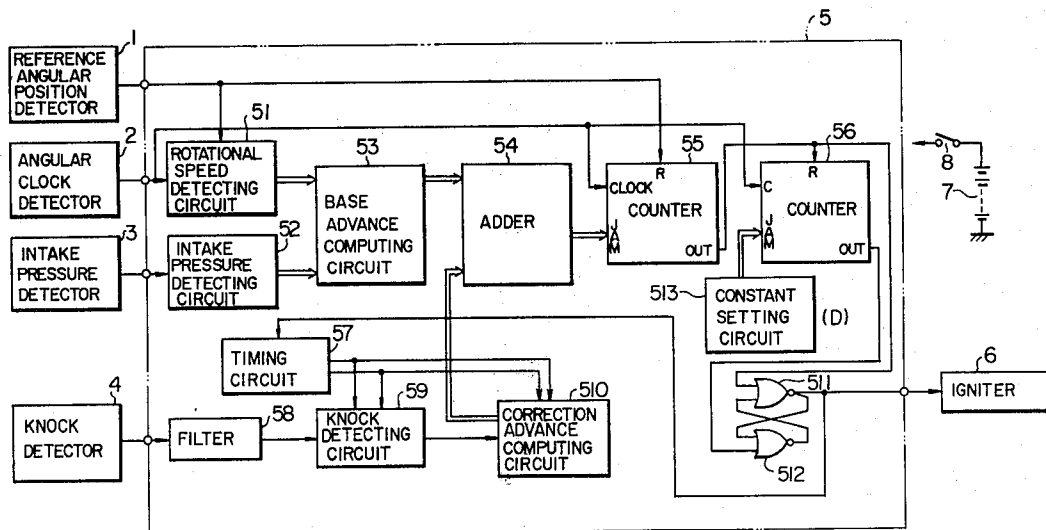 5
1
REFERENCE
ANGULAR
POSITION
DETECTOR
2
ANGULAR
CLOCK
DETECTOR
3
INTAKE
PRESSURE
DETECTOR
4
KNOCK
DETECTOR
51
ROTATIONAL
SPEED
DETECTING
CIRCUIT
52
INTAKE
PRESSURE
DETECTING
CIRCUIT
53
BASE
ADVANCE
COMPUTING
CIRCUIT
54
ADDER
55
R
CLOCK
COUNTER
JAM
OUT
56
R
C
COUNTER
JAM
OUT
8
7
513
CONSTANT
SETTING
CIRCUIT
(D)
57
TIMING
CIRCUIT
58
FILTER
59
KNOCK
DETECTING
CIRCUIT
510
CORRECTION
ADVANCE
COMPUTING
CIRCUIT
511
512
6
IGNITER